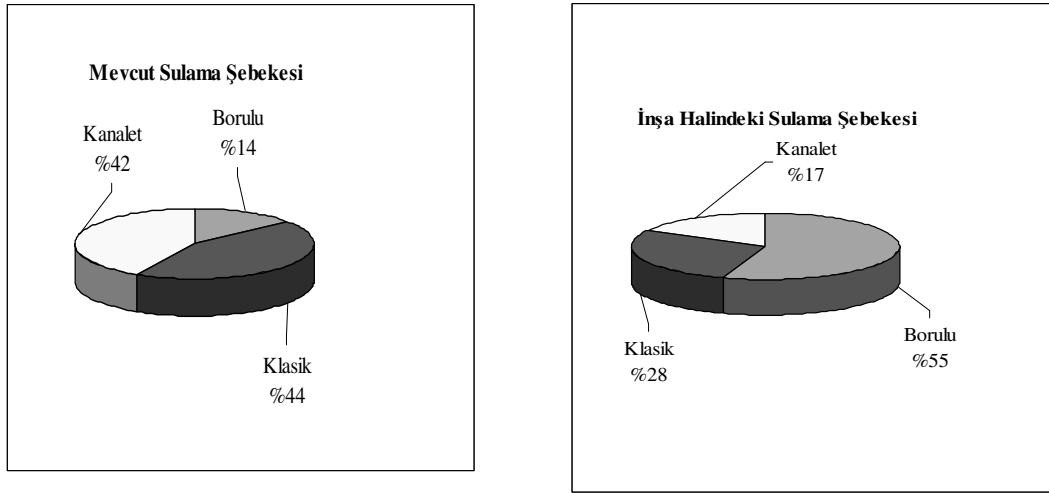 Mevcut Sulama Şebekesi
Kanalet
%42
Borulu
%14
Klasik
%44
İnşa Halindeki Sulama Şebekesi
Kanalet
%17
Klasik
%28
Borulu
%55